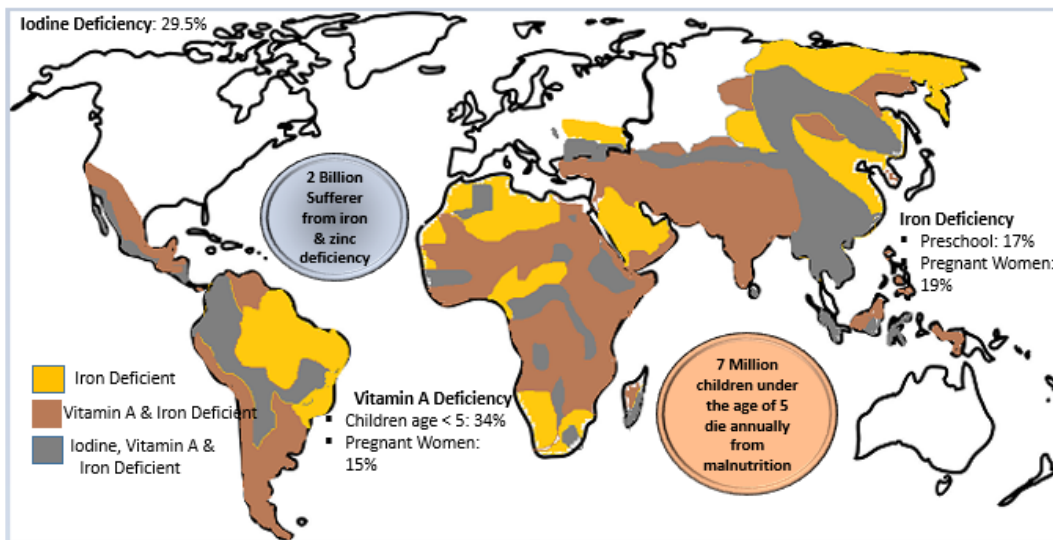 Iodine Deficiency: 29.5%
2 Billion
Sufferer
from iron
& zinc
deficiency
Iron Deficiency
▪ Preschool: 17%
▪ Pregnant Women:
19%
Iron Deficient
Vitamin A & Iron Deficient
Iodine, Vitamin A &
Iron Deficient
Vitamin A Deficiency
▪ Children age < 5: 34%
▪ Pregnant Women:
15%
7 Million
children under
the age of 5
die annually
from
malnutrition